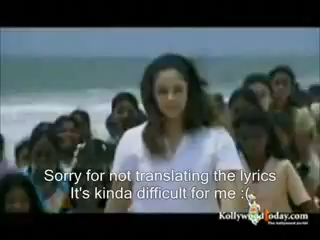 Sorry for not translating the lyrics
It's kinda difficult for me :(
KollywoodToday.com